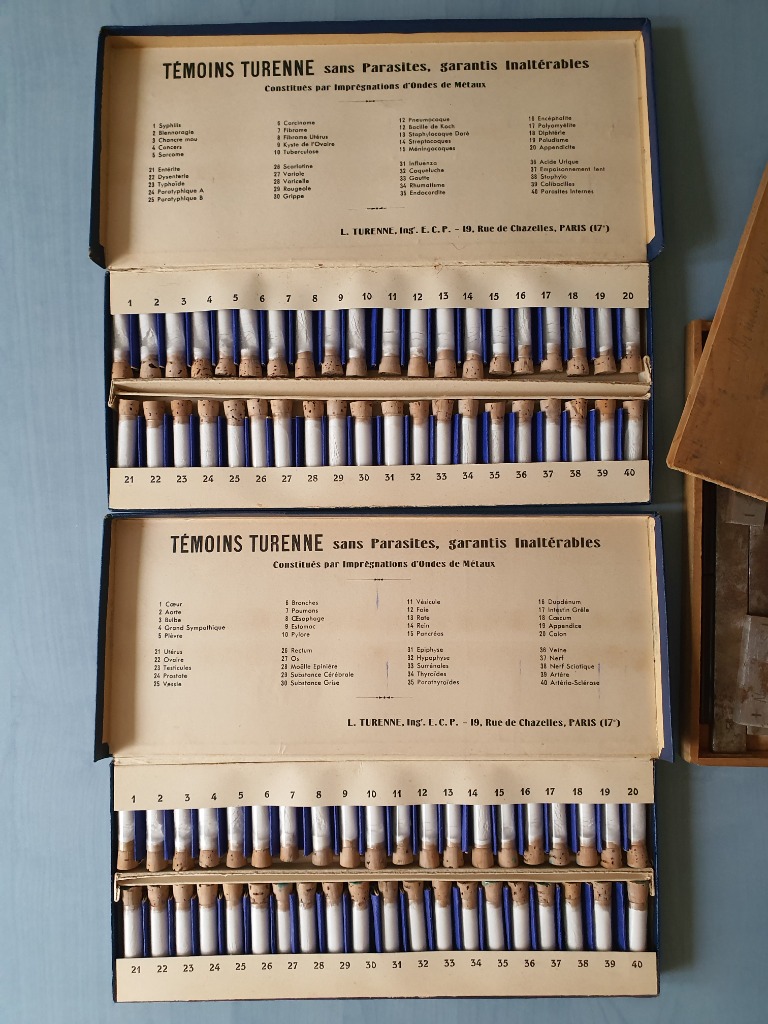 TÉMOINS TURENNE sans Parasites, garantis Inaltérables
Constitués par Imprégnations d'Ondes de Métaux
1 Syphilis
2 Blennoragie
3 Chancre mou
4 Cancers
5 Sarcome
6 Carcinome
7 Fibrome
8 Fibrome Utérus
9 Kyste de l'Ovaire
10 Tuberculose
12 Pneumocoque
12 Bacille de Koch
13 Staphylocoque Doré
14 Streptocoques
15 Méningocoques
16 Encéphalite
17 Polyomyélite
18 Diphtérie
19 Paludisme
20 Appendicite
21 Entérite
22 Dysenterie
23 Typhoïde
24 Paratyphique A
25 Paratyphique B
26 Scarlatine
27 Variole
28 Varicelle
29 Rougeole
30 Grippe
31 Influenza
32 Coqueluche
33 Goutte
34 Rhumatisme
35 Endocardite
36 Acide Urique
37 Empoisonnement lent
38 Staphylo
39 Colibacilles
40 Parasites Internes
L. TURENNE, Ingr. E. C. P. - 19, Rue de Chazelles, PARIS (17e)
1 2 3 4 5 6 7 8 9 10 11 12 13 14 15 16 17 18 19 20
21 22 23 24 25 26 27 28 29 30 31 32 33 34 35 36 37 38 39 40
TÉMOINS TURENNE sans Parasites, garantis Inaltérables
Constitués par Imprégnations d'Ondes de Métaux
1 Cœur
2 Aorte
3 Bulbe
4 Grand Sympathique
5 Plèvre
6 Bronches
7 Poumons
8 Œsophage
9 Estomac
10 Pylore
11 Vésicule
12 Foie
13 Rate
14 Rein
15 Pancréas
16 Duodénum
17 Intestin Grêle
18 Cæcum
19 Appendice
20 Colon
21 Utérus
22 Ovaire
23 Testicules
24 Prostate
25 Vessie
26 Rectum
27 Os
28 Moëlle Epinière
29 Substance Cérébrale
30 Substance Grise
31 Epiphyse
32 Hypophyse
33 Surrénales
34 Thyroïdes
35 Parathyroïdes
36 Veine
37 Nerf
38 Nerf Sciatique
39 Artère
40 Artério-Sclérose
L. TURENNE, Ingr. E. C. P. - 19, Rue de Chazelles, PARIS (17e)
1 2 3 4 5 6 7 8 9 10 11 12 13 14 15 16 17 18 19 20
21 22 23 24 25 26 27 28 29 30 31 32 33 34 35 36 37 38 39 40